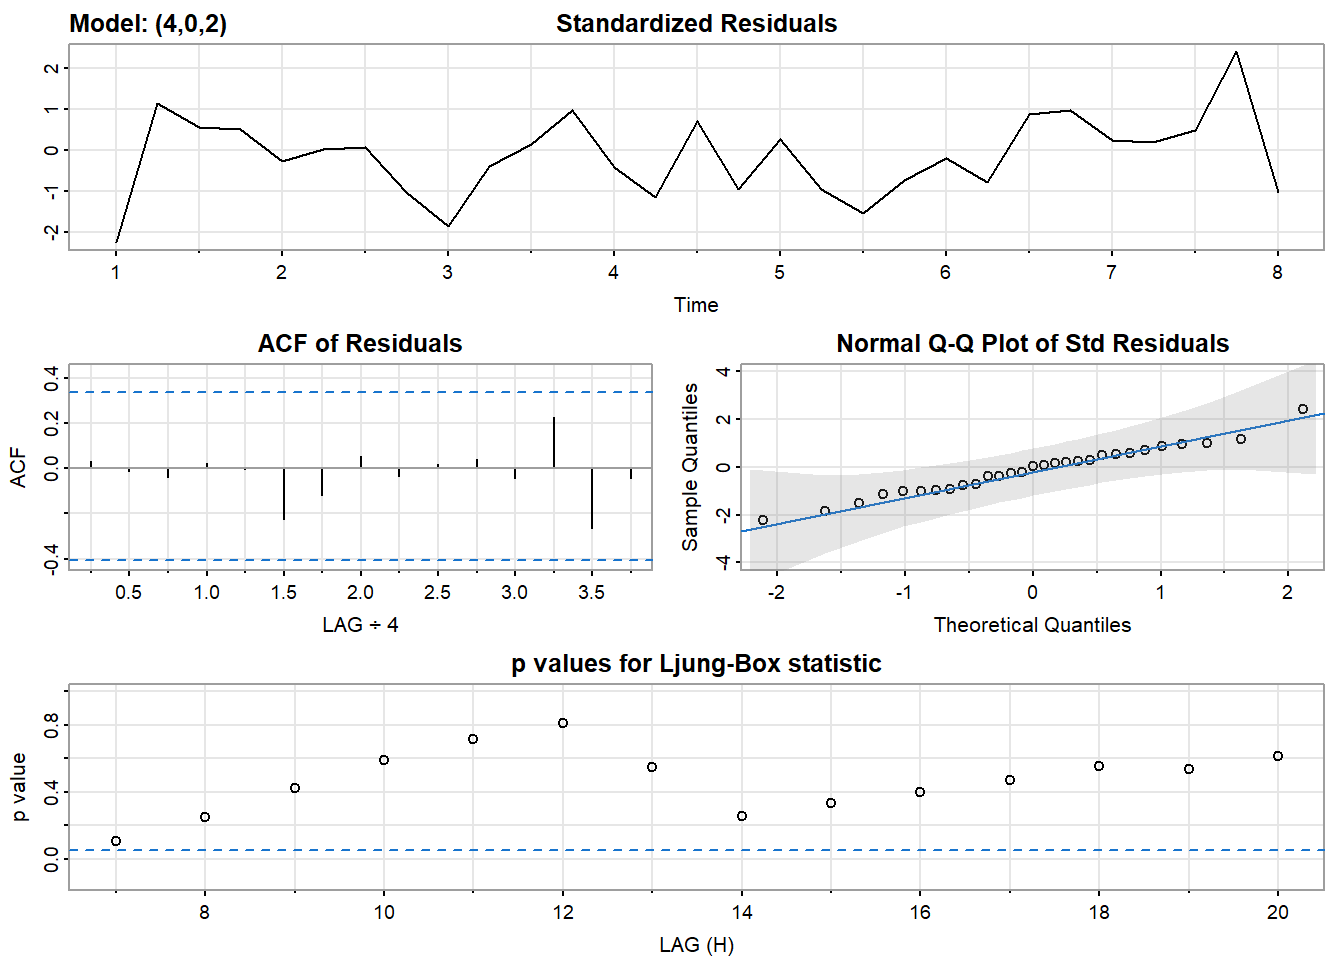 Model: (4,0,2) Standardized Residuals
2
1
0
-1
-2
1 2 3 4 5 6 7 8
Time
ACF of Residuals
0.4
0.2
0.0
-0.4
ACF
0.5 1.0 1.5 2.0 2.5 3.0 3.5
LAG ÷ 4
Normal Q-Q Plot of Std Residuals
4
2
0
-2
-4
Sample Quantiles
-2 -1 0 1 2
Theoretical Quantiles
p values for Ljung-Box statistic
0.8
0.4
0.0
p value
8 10 12 14 16 18 20
LAG (H)